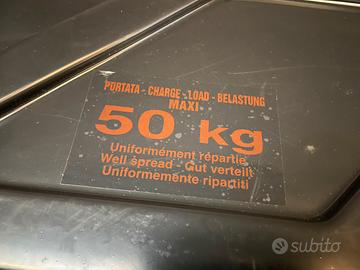 PORTATA - CHARGE - LOAD - BELASTUNG
MAXI
50 kg
Uniformément répartie
Well spread - Gut verteilt
Uniformemente ripartiti
subito